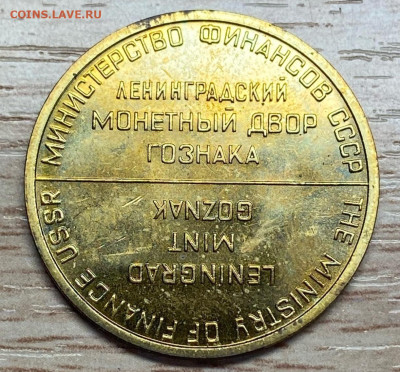 COINS.LAVE.RU
МИНИСТЕРСТВО ФИНАНСОВ СССР
ЛЕНИНГРАДСКИЙ
МОНЕТНЫЙ ДВОР
ГОЗНАКА
THE MINISTRY OF FINANCE USSR
LENINGRAD
MINT
GOZNAK